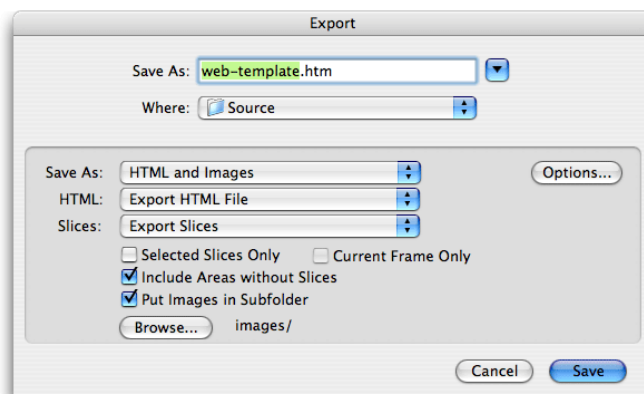 Export
Save As: web-template.htm
Where: Source
Save As: HTML and Images Options...
HTML: Export HTML File
Slices: Export Slices
Selected Slices Only Current Frame Only
Include Areas without Slices
Put Images in Subfolder
Browse... images/
Cancel Save